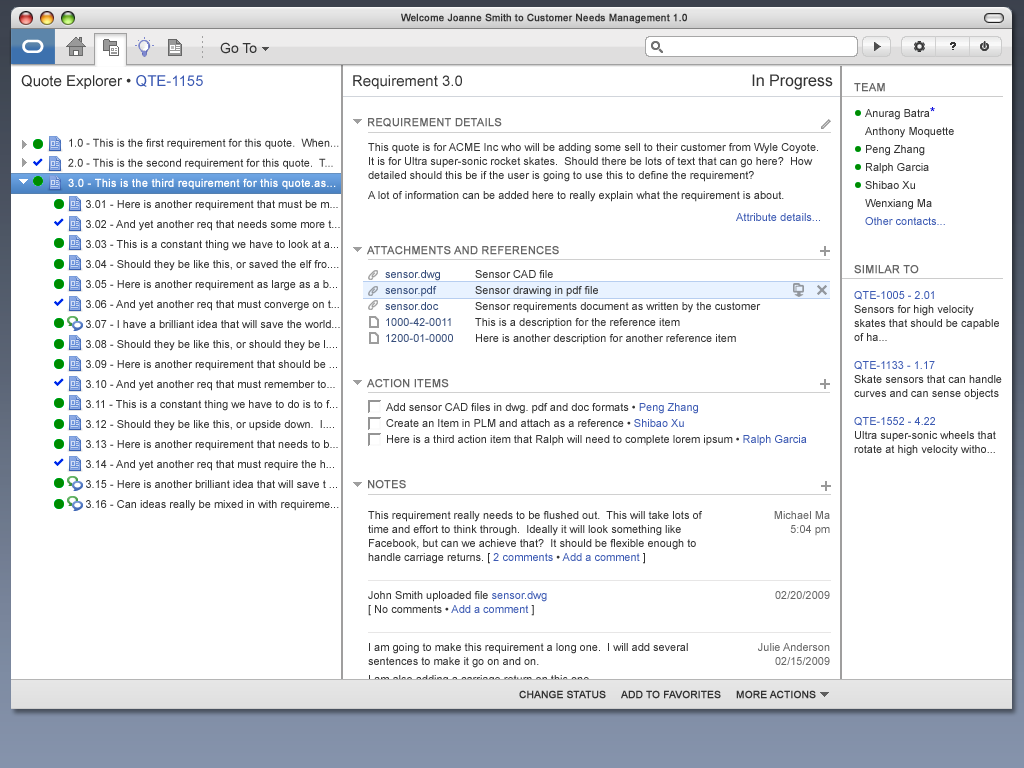 Welcome Joanne Smith to Customer Needs Management 1.0
Go To
?
Quote Explorer • QTE-1155
1.0 - This is the first requirement for this quote. When...
2.0 - This is the second requirement for this quote. T...
3.0 - This is the third requirement for this quote.as...
3.01 - Here is another requirement that must be m...
3.02 - And yet another req that needs some more t...
3.03 - This is a constant thing we have to look at a...
3.04 - Should they be like this, or saved the elf fro....
3.05 - Here is another requirement as large as a b...
3.06 - And yet another req that must converge on t...
3.07 - I have a brilliant idea that will save the world...
3.08 - Should they be like this, or should they be l....
3.09 - Here is another requirement that should be ...
3.10 - And yet another req that must remember to...
3.11 - This is a constant thing we have to do is to f...
3.12 - Should they be like this, or upside down. I....
3.13 - Here is another requirement that needs to b...
3.14 - And yet another req that must require the h...
3.15 - Here is another brilliant idea that will save t ...
3.16 - Can ideas really be mixed in with requireme...
Requirement 3.0
In Progress
REQUIREMENT DETAILS
This quote is for ACME Inc who will be adding some sell to their customer from Wyle Coyote.
It is for Ultra super-sonic rocket skates. Should there be lots of text that can go here? How
detailed should this be if the user is going to use this to define the requirement?
A lot of information can be added here to really explain what the requirement is about.
Attribute details...
ATTACHMENTS AND REFERENCES
sensor.dwg Sensor CAD file
sensor.pdf Sensor drawing in pdf file
sensor.doc Sensor requirements document as written by the customer
1000-42-0011 This is a description for the reference item
1200-01-0000 Here is another description for another reference item
ACTION ITEMS
Add sensor CAD files in dwg. pdf and doc formats • Peng Zhang
Create an Item in PLM and attach as a reference • Shibao Xu
Here is a third action item that Ralph will need to complete lorem ipsum • Ralph Garcia
NOTES
This requirement really needs to be flushed out. This will take lots of
time and effort to think through. Ideally it will look something like
Facebook, but can we achieve that? It should be flexible enough to
handle carriage returns. [ 2 comments • Add a comment ]
Michael Ma
5:04 pm
John Smith uploaded file sensor.dwg
[ No comments • Add a comment ]
02/20/2009
I am going to make this requirement a long one. I will add several
sentences to make it go on and on.
I am also adding a carriage return on this one
Julie Anderson
02/15/2009
TEAM
Anurag Batra*
Anthony Moquette
Peng Zhang
Ralph Garcia
Shibao Xu
Wenxiang Ma
Other contacts...
SIMILAR TO
QTE-1005 - 2.01
Sensors for high velocity
skates that should be capable
of ha...
QTE-1133 - 1.17
Skate sensors that can handle
curves and can sense objects
QTE-1552 - 4.22
Ultra super-sonic wheels that
rotate at high velocity witho...
CHANGE STATUS
ADD TO FAVORITES
MORE ACTIONS